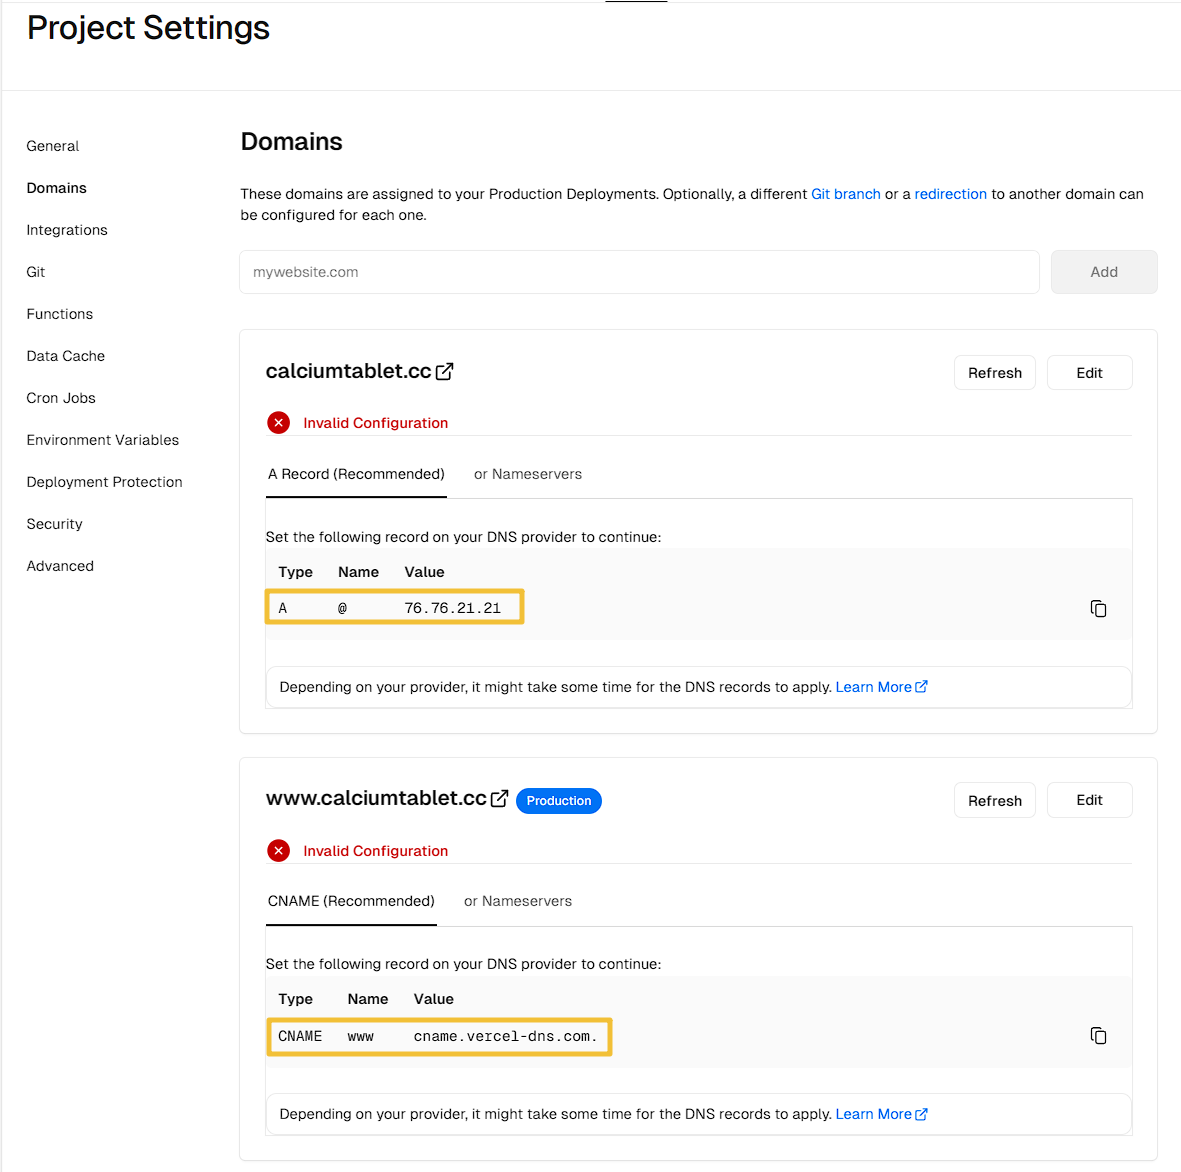 Project Settings
General
Domains
Integrations
Git
Functions
Data Cache
Cron Jobs
Environment Variables
Deployment Protection
Security
Advanced
Domains
These domains are assigned to your Production Deployments. Optionally, a different Git branch or a redirection to another domain can
be configured for each one.
mywebsite.com
Add
calciumtablet.cc
Refresh
Edit
Invalid Configuration
A Record (Recommended)
or Nameservers
Set the following record on your DNS provider to continue:
Type Name Value
A @ 76.76.21.21
Depending on your provider, it might take some time for the DNS records to apply. Learn More
www.calciumtablet.cc
Production
Refresh
Edit
Invalid Configuration
CNAME (Recommended)
or Nameservers
Set the following record on your DNS provider to continue:
Type Name Value
CNAME www cname.vercel-dns.com.
Depending on your provider, it might take some time for the DNS records to apply. Learn More